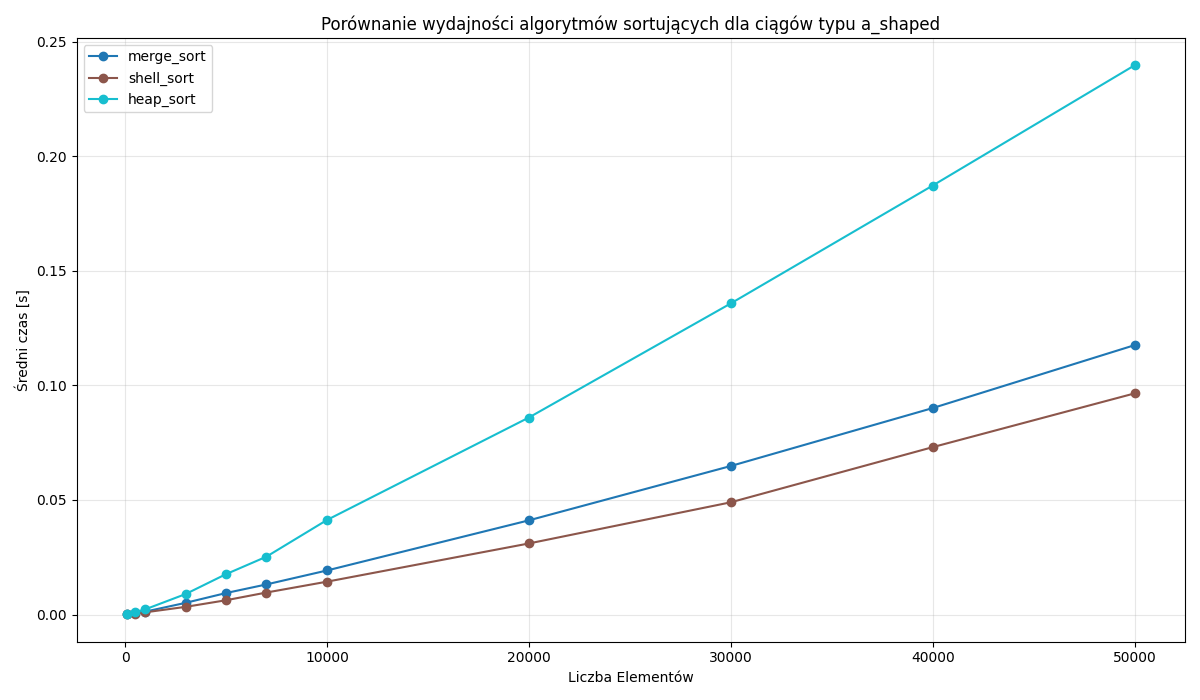 Porównanie wydajności algorytmów sortujących dla ciągów typu a_shaped
merge_sort
shell_sort
heap_sort
Średni czas [s]
0.25
0.20
0.15
0.10
0.05
0.00
0 10000 20000 30000 40000 50000
Liczba Elementów